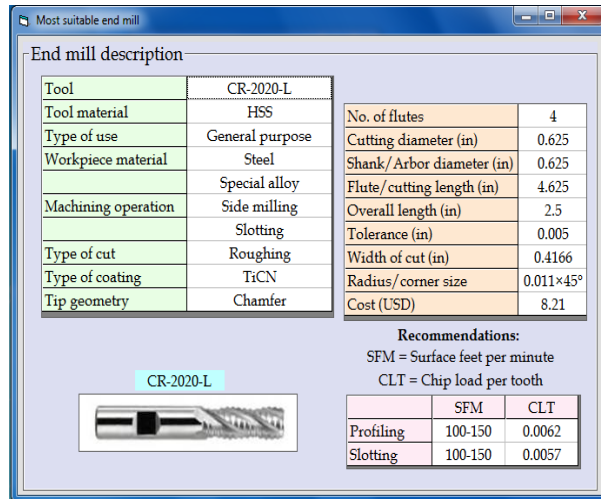 Most suitable end mill
End mill description
Tool CR-2020-L
Tool material HSS
Type of use General purpose
Workpiece material Steel
Special alloy
Machining operation Side milling
Slotting
Type of cut Roughing
Type of coating TiCN
Tip geometry Chamfer
No. of flutes 4
Cutting diameter (in) 0.625
Shank/Arbor diameter (in) 0.625
Flute/cutting length (in) 4.625
Overall length (in) 2.5
Tolerance (in) 0.005
Width of cut (in) 0.4166
Radius/corner size 0.011×45°
Cost (USD) 8.21
CR-2020-L
Recommendations:
SFM = Surface feet per minute
CLT = Chip load per tooth
SFM CLT
Profiling 100-150 0.0062
Slotting 100-150 0.0057